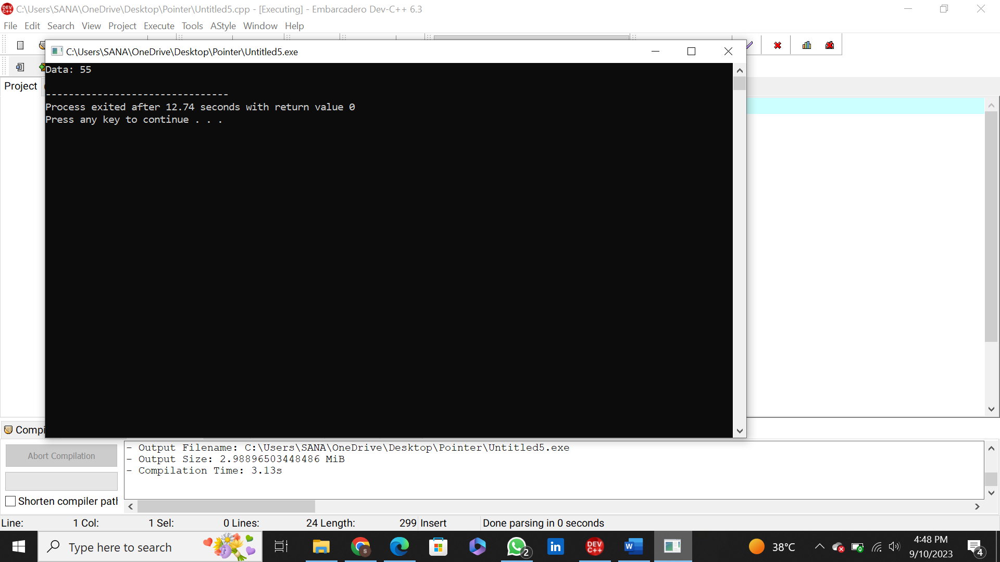 C:\Users\SANA\OneDrive\Desktop\Pointer\Untitled5.cpp - [Executing] - Embarcadero Dev-C++ 6.3
File Edit Search View Project Execute Tools AStyle Window Help
C:\Users\SANA\OneDrive\Desktop\Pointer\Untitled5.exe
Data: 55
Project
--------------------------------
Process exited after 12.74 seconds with return value 0
Press any key to continue . . .
Compi
- Output Filename: C:\Users\SANA\OneDrive\Desktop\Pointer\Untitled5.exe
Abort Compilation
- Output Size: 2.98896503448486 MiB
- Compilation Time: 3.13s
Shorten compiler path
Line: 1 Col: 1 Sel: 0 Lines: 24 Length: 299 Insert Done parsing in 0 seconds
Type here to search
s
2
in
DEV C++
W
38°C
4:48 PM
9/10/2023
4